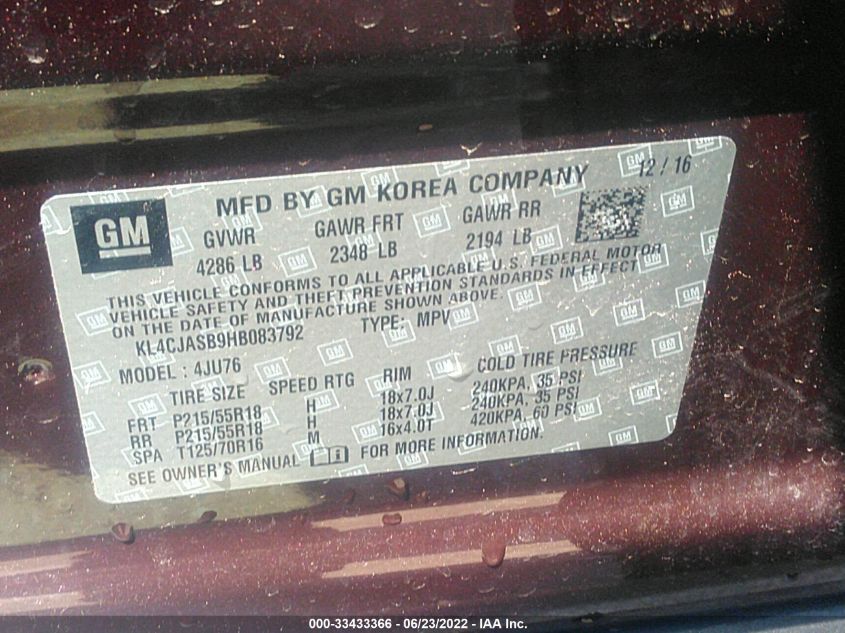 MFD BY GM KOREA COMPANY 12 / 16
GM
GVWR GAWR FRT GAWR RR
4286 LB 2348 LB 2194 LB
THIS VEHICLE CONFORMS TO ALL APPLICABLE U.S. FEDERAL MOTOR
VEHICLE SAFETY AND THEFT PREVENTION STANDARDS IN EFFECT
ON THE DATE OF MANUFACTURE SHOWN ABOVE.
KL4CJASB9HB083792 TYPE: MPV
MODEL : 4JU76
TIRE SIZE SPEED RTG RIM COLD TIRE PRESSURE
FRT P215/55R18 H 18x7.0J 240KPA, 35 PSI
RR P215/55R18 H 18x7.0J 240KPA, 35 PSI
SPA T125/70R16 M 16x4.0T 420KPA, 60 PSI
SEE OWNER'S MANUAL FOR MORE INFORMATION.
000-33433366 - 06/23/2022 - IAA Inc.